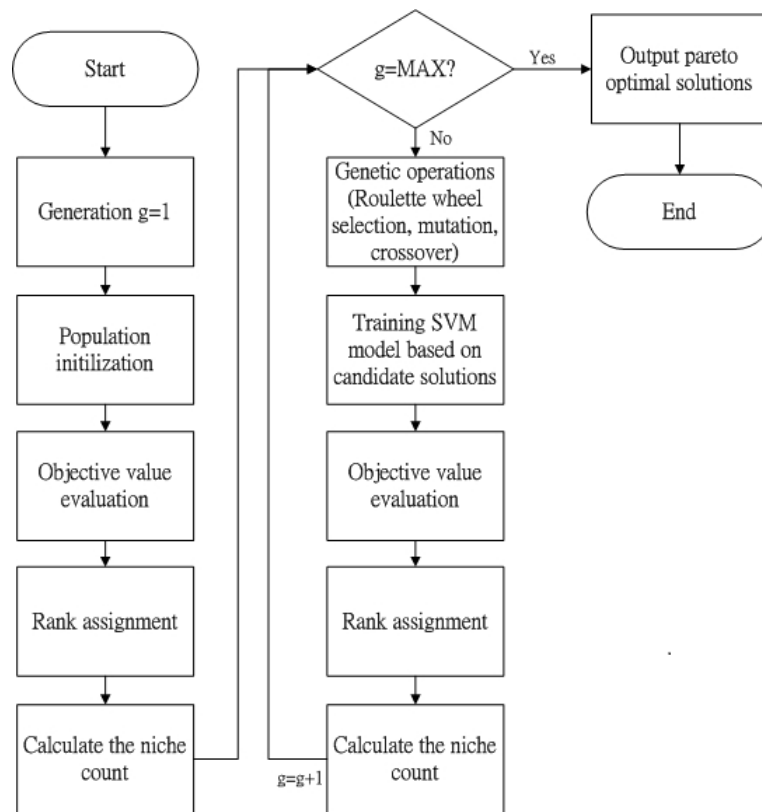 Start
Generation g=1
Population
initilization
Objective value
evaluation
Rank assignment
Calculate the niche
count
g=MAX?
Yes
No
Genetic operations
(Roulette wheel
selection, mutation,
crossover)
Training SVM
model based on
candidate solutions
Objective value
evaluation
Rank assignment
Calculate the niche
count
g=g+1
Output pareto
optimal solutions
End